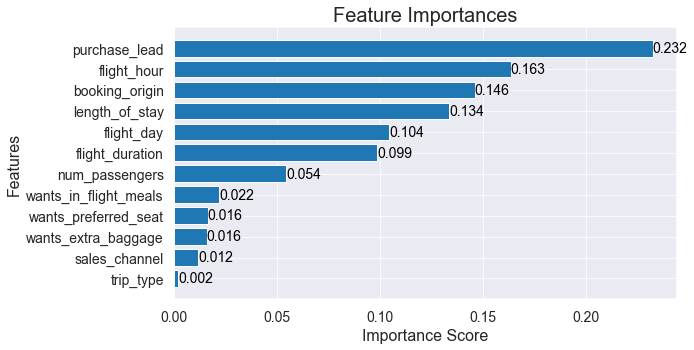 Feature Importances
Features
purchase_lead 0.232
flight_hour 0.163
booking_origin 0.146
length_of_stay 0.134
flight_day 0.104
flight_duration 0.099
num_passengers 0.054
wants_in_flight_meals 0.022
wants_preferred_seat 0.016
wants_extra_baggage 0.016
sales_channel 0.012
trip_type 0.002
0.00 0.05 0.10 0.15 0.20
Importance Score